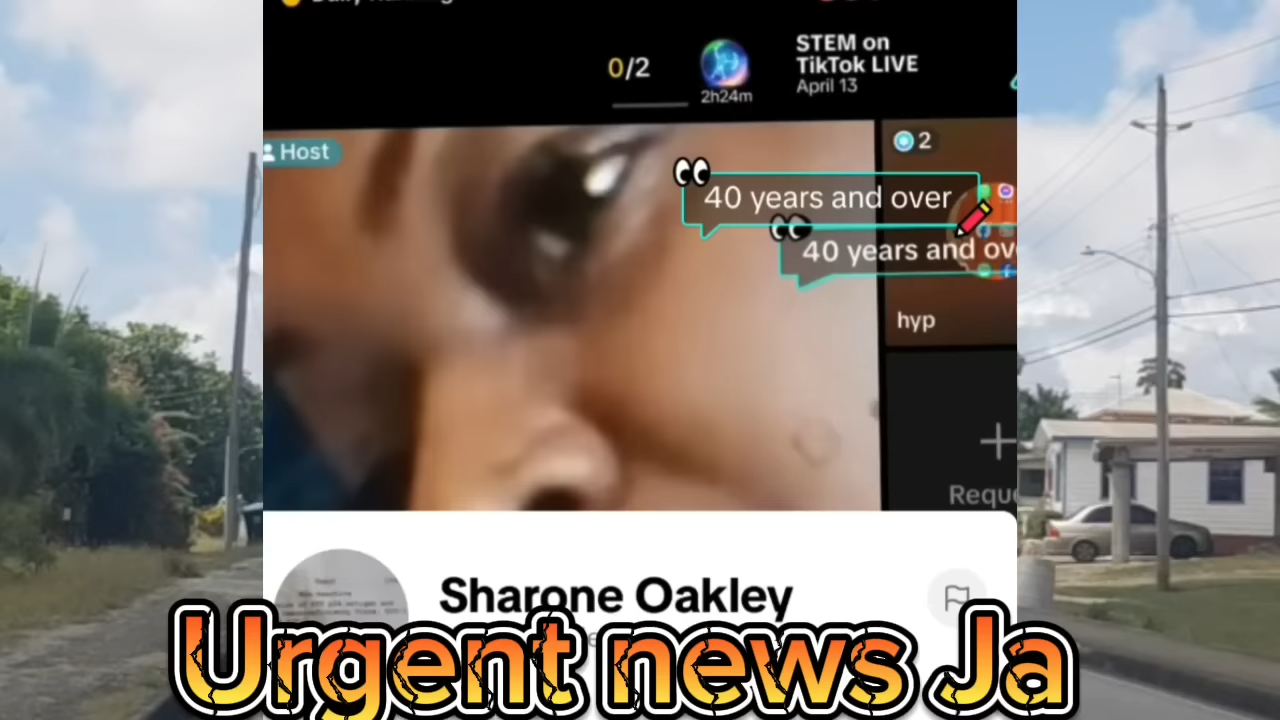 0/2
2h24m
STEM on
TikTok LIVE
April 13
Host
2
40 years and over
40 years and ov
hyp
Reque
Sharone Oakley
Urgent news Ja